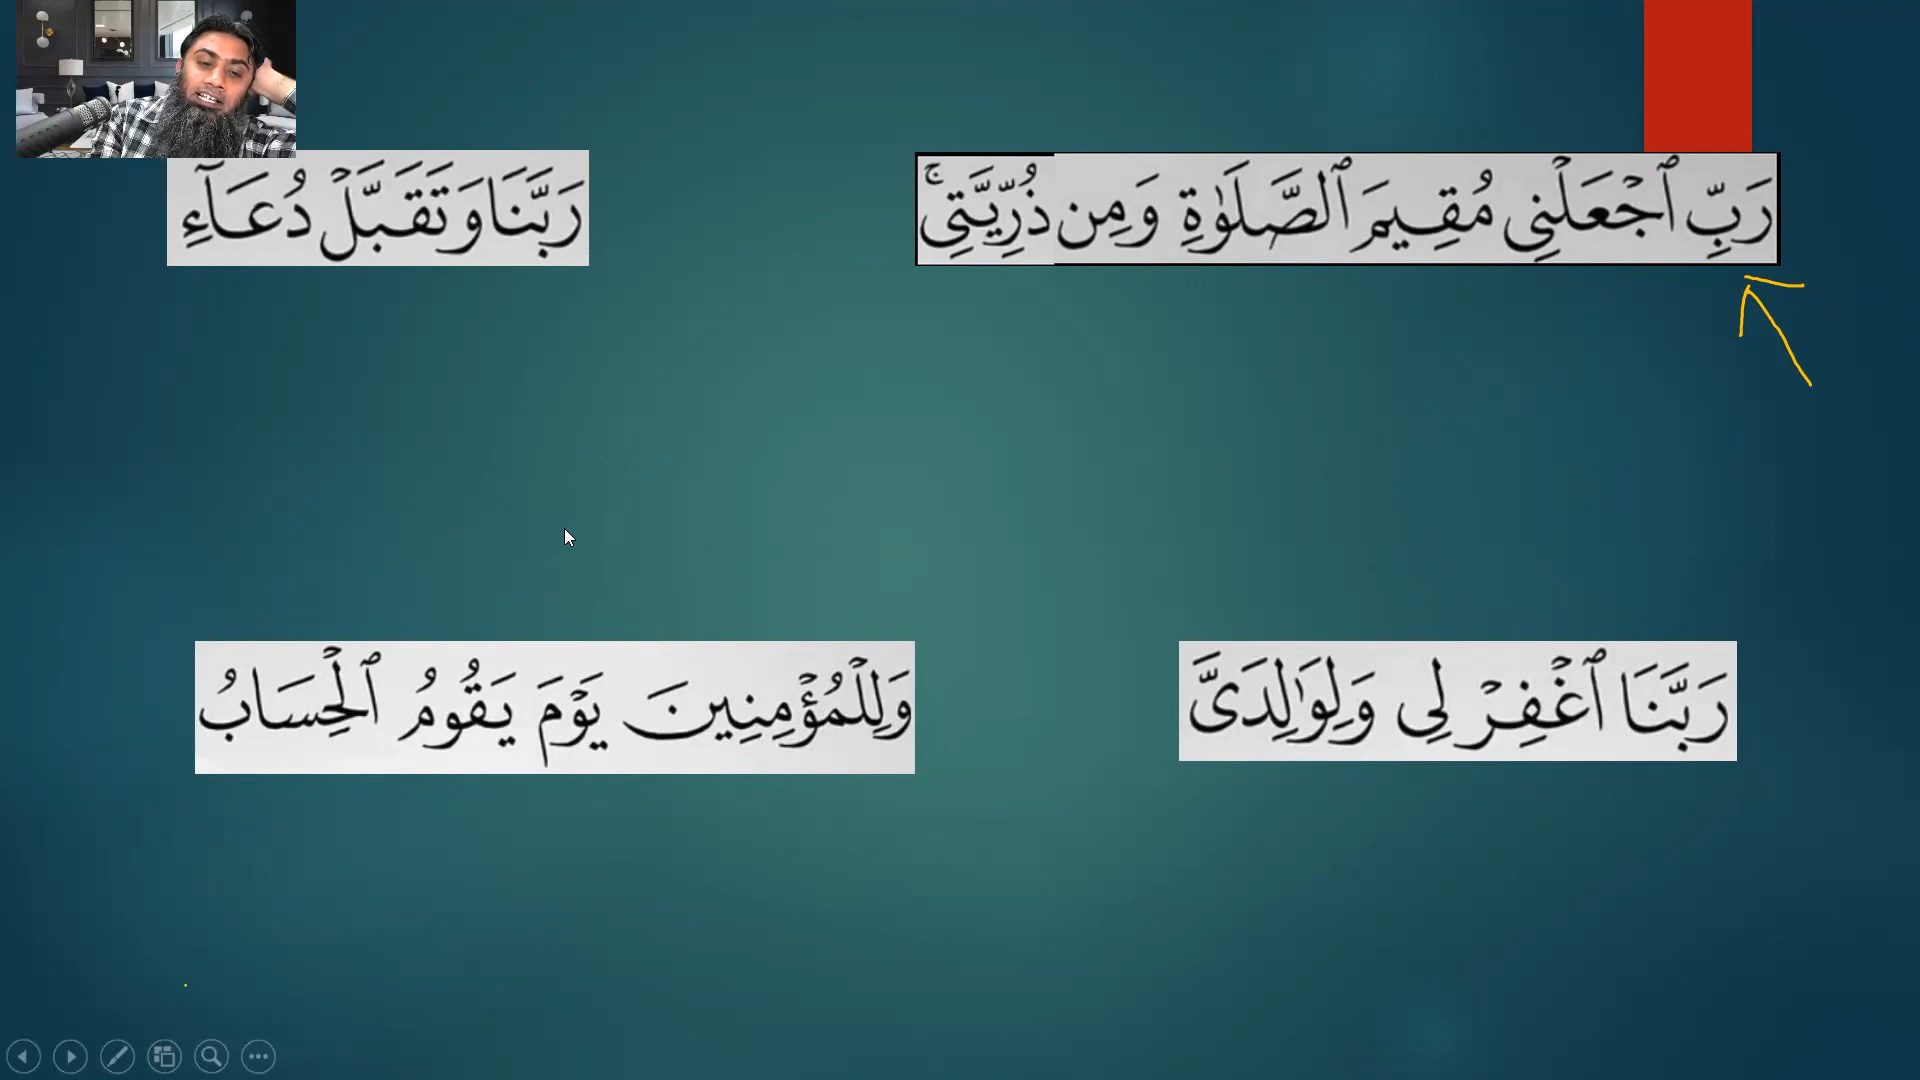 رَبِّ ٱجْعَلْنِى مُقِيمَ ٱلصَّلَوٰةِ وَمِن ذُرِّيَّتِى ۚ
رَبَّنَا وَتَقَبَّلْ دُعَآءِ
رَبَّنَا ٱغْفِرْ لِى وَلِوَٰلِدَىَّ
وَلِلْمُؤْمِنِينَ يَوْمَ يَقُومُ ٱلْحِسَابُ